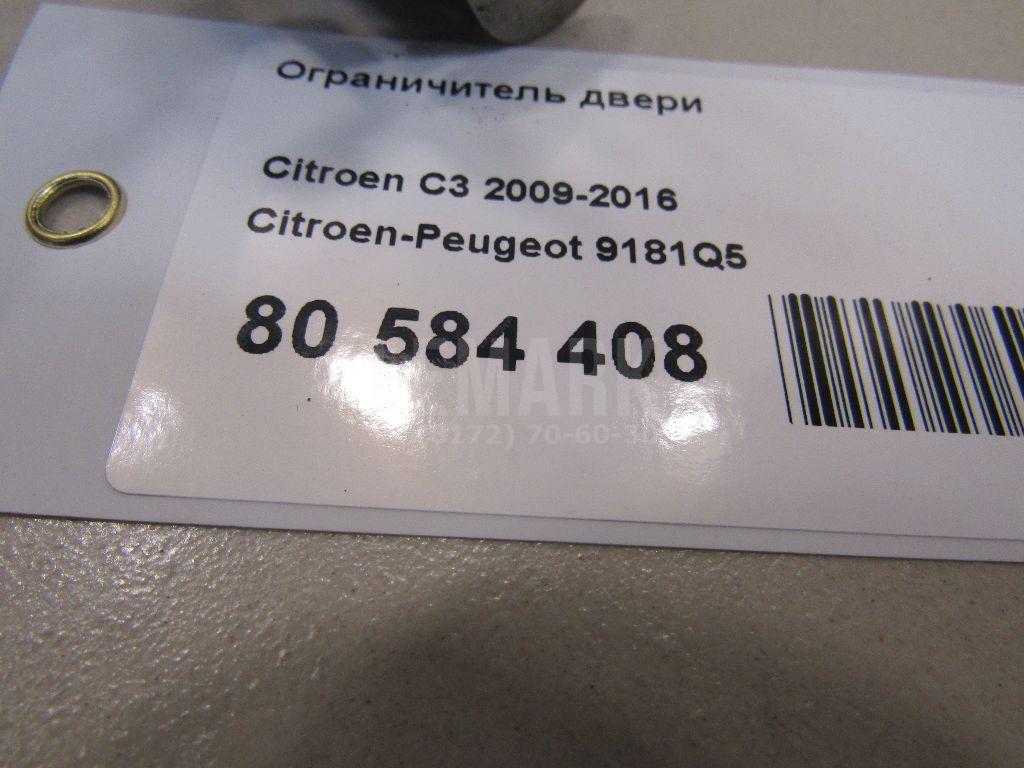 Ограничитель двери
Citroen C3 2009-2016
Citroen-Peugeot 9181Q5
80 584 408